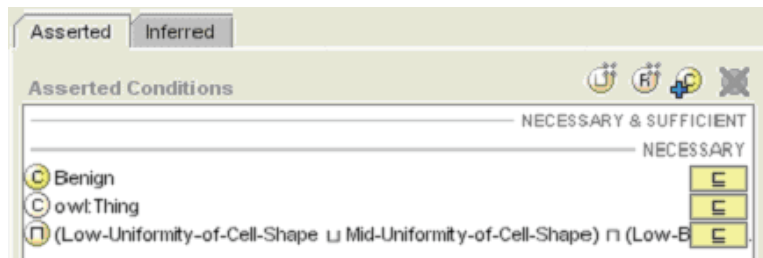 Asserted Inferred
Asserted Conditions
NECESSARY & SUFFICIENT
NECESSARY
C Benign ⊑
C owl:Thing ⊑
⊓ (Low-Uniformity-of-Cell-Shape ⊔ Mid-Uniformity-of-Cell-Shape) ⊓ (Low-B ⊑